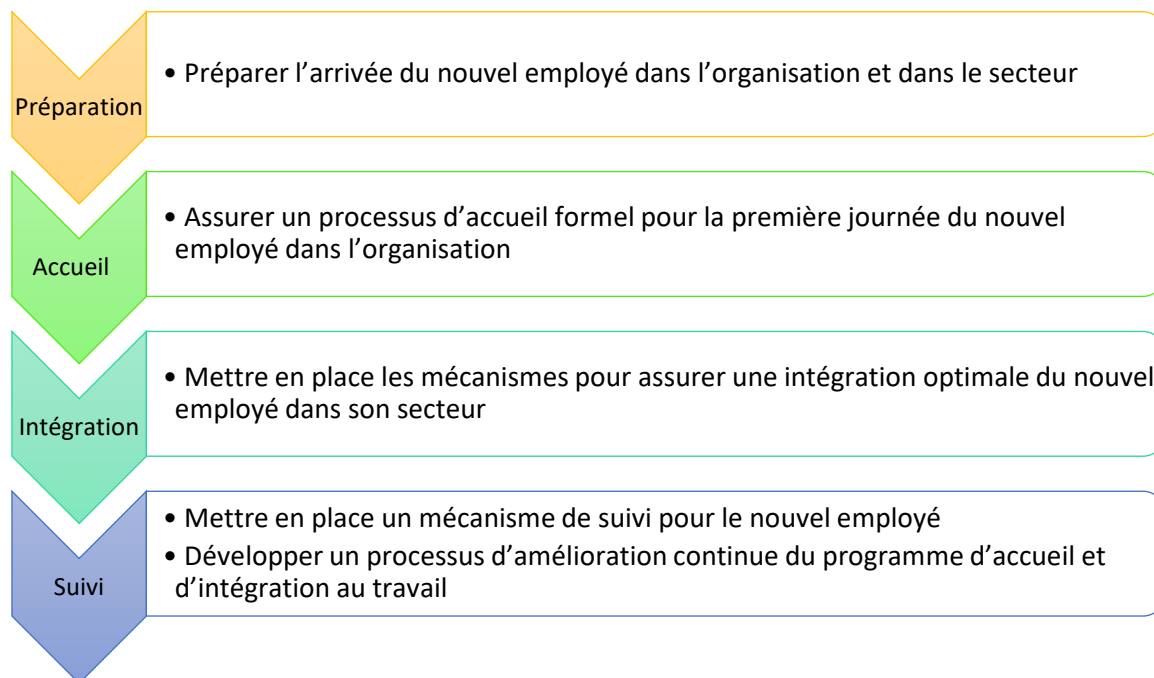 Préparation
• Préparer l’arrivée du nouvel employé dans l’organisation et dans le secteur
Accueil
• Assurer un processus d’accueil formel pour la première journée du nouvel
employé dans l’organisation
Intégration
• Mettre en place les mécanismes pour assurer une intégration optimale du nouvel
employé dans son secteur
Suivi
• Mettre en place un mécanisme de suivi pour le nouvel employé
• Développer un processus d’amélioration continue du programme d’accueil et
d’intégration au travail